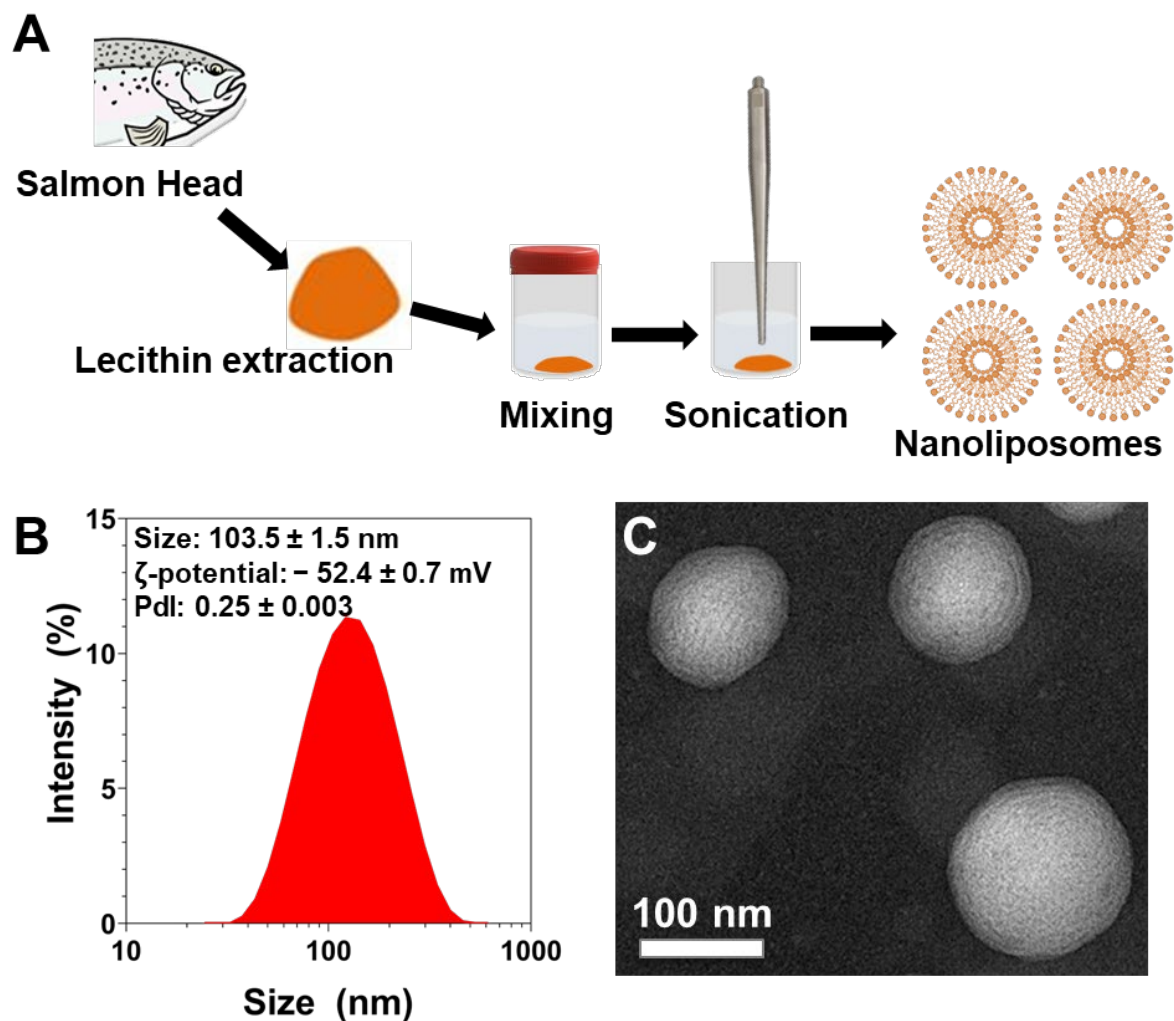 A
Salmon Head
Lecithin extraction
Mixing
Sonication
Nanoliposomes
B
Size: 103.5 ± 1.5 nm
ζ-potential: − 52.4 ± 0.7 mV
PdI: 0.25 ± 0.003
15
10
5
0
Intensity (%)
10
100
1000
Size (nm)
C
100 nm